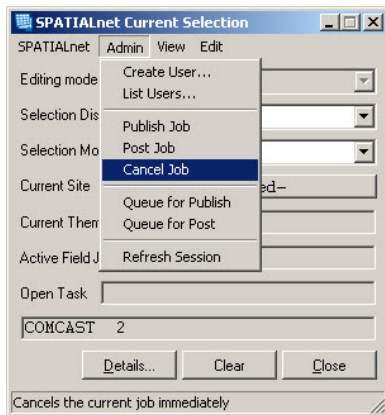 SPATIALnet Current Selection
SPATIALnet Admin View Edit
Editing mode
Create User...
List Users...
Selection Dis
Publish Job
Selection Mo
Post Job
Cancel Job
Current Site
ed-
Queue for Publish
Current Them
Queue for Post
Active Field J
Refresh Session
Open Task
COMCAST 2
Details... Clear Close
Cancels the current job immediately